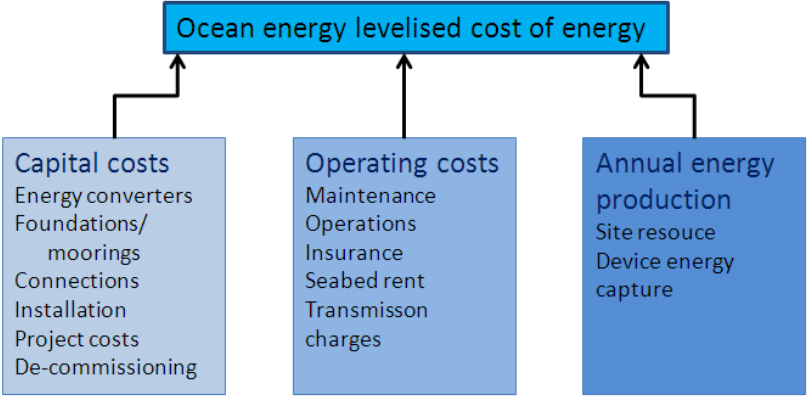 Ocean energy levelised cost of energy
Capital costs
Energy converters
Foundations/
moorings
Connections
Installation
Project costs
De-commissioning
Operating costs
Maintenance
Operations
Insurance
Seabed rent
Transmisson
charges
Annual energy
production
Site resouce
Device energy
capture